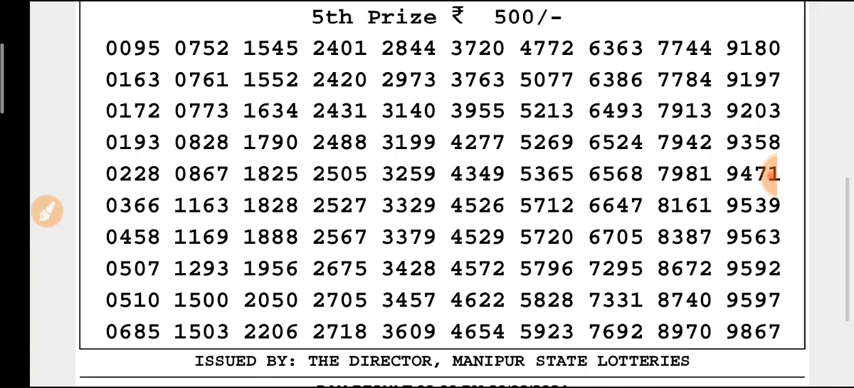 5th Prize ₹ 500/-
0095 0752 1545 2401 2844 3720 4772 6363 7744 9180
0163 0761 1552 2420 2973 3763 5077 6386 7784 9197
0172 0773 1634 2431 3140 3955 5213 6493 7913 9203
0193 0828 1790 2488 3199 4277 5269 6524 7942 9358
0228 0867 1825 2505 3259 4349 5365 6568 7981 9471
0366 1163 1828 2527 3329 4526 5712 6647 8161 9539
0458 1169 1888 2567 3379 4529 5720 6705 8387 9563
0507 1293 1956 2675 3428 4572 5796 7295 8672 9592
0510 1500 2050 2705 3457 4622 5828 7331 8740 9597
0685 1503 2206 2718 3609 4654 5923 7692 8970 9867
ISSUED BY: THE DIRECTOR, MANIPUR STATE LOTTERIES